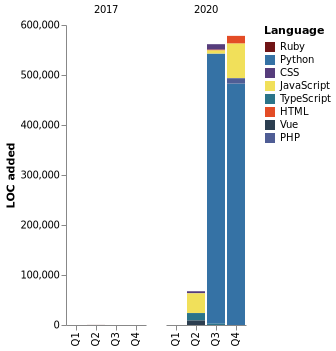 2017 2020
LOC added
600,000
500,000
400,000
300,000
200,000
100,000
0
Q1 Q2 Q3 Q4 Q1 Q2 Q3 Q4
Language
Ruby
Python
CSS
JavaScript
TypeScript
HTML
Vue
PHP